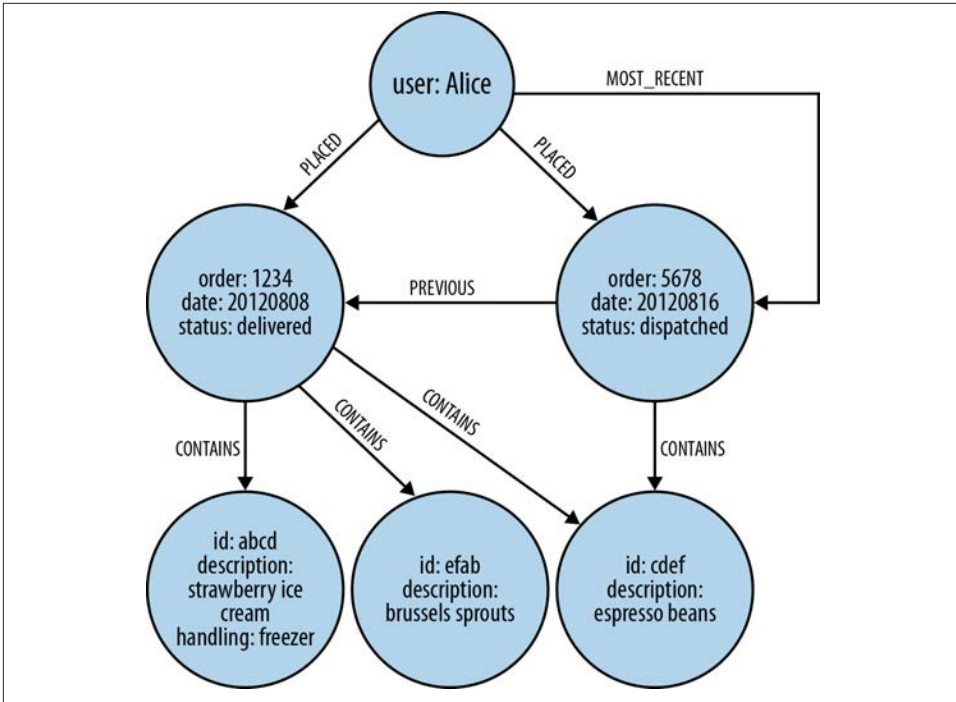 user: Alice
MOST_RECENT
PLACED
PLACED
order: 1234
date: 20120808
status: delivered
PREVIOUS
order: 5678
date: 20120816
status: dispatched
CONTAINS
CONTAINS
CONTAINS
CONTAINS
id: abcd
description:
strawberry ice
cream
handling: freezer
id: efab
description:
brussels sprouts
id: cdef
description:
espresso beans